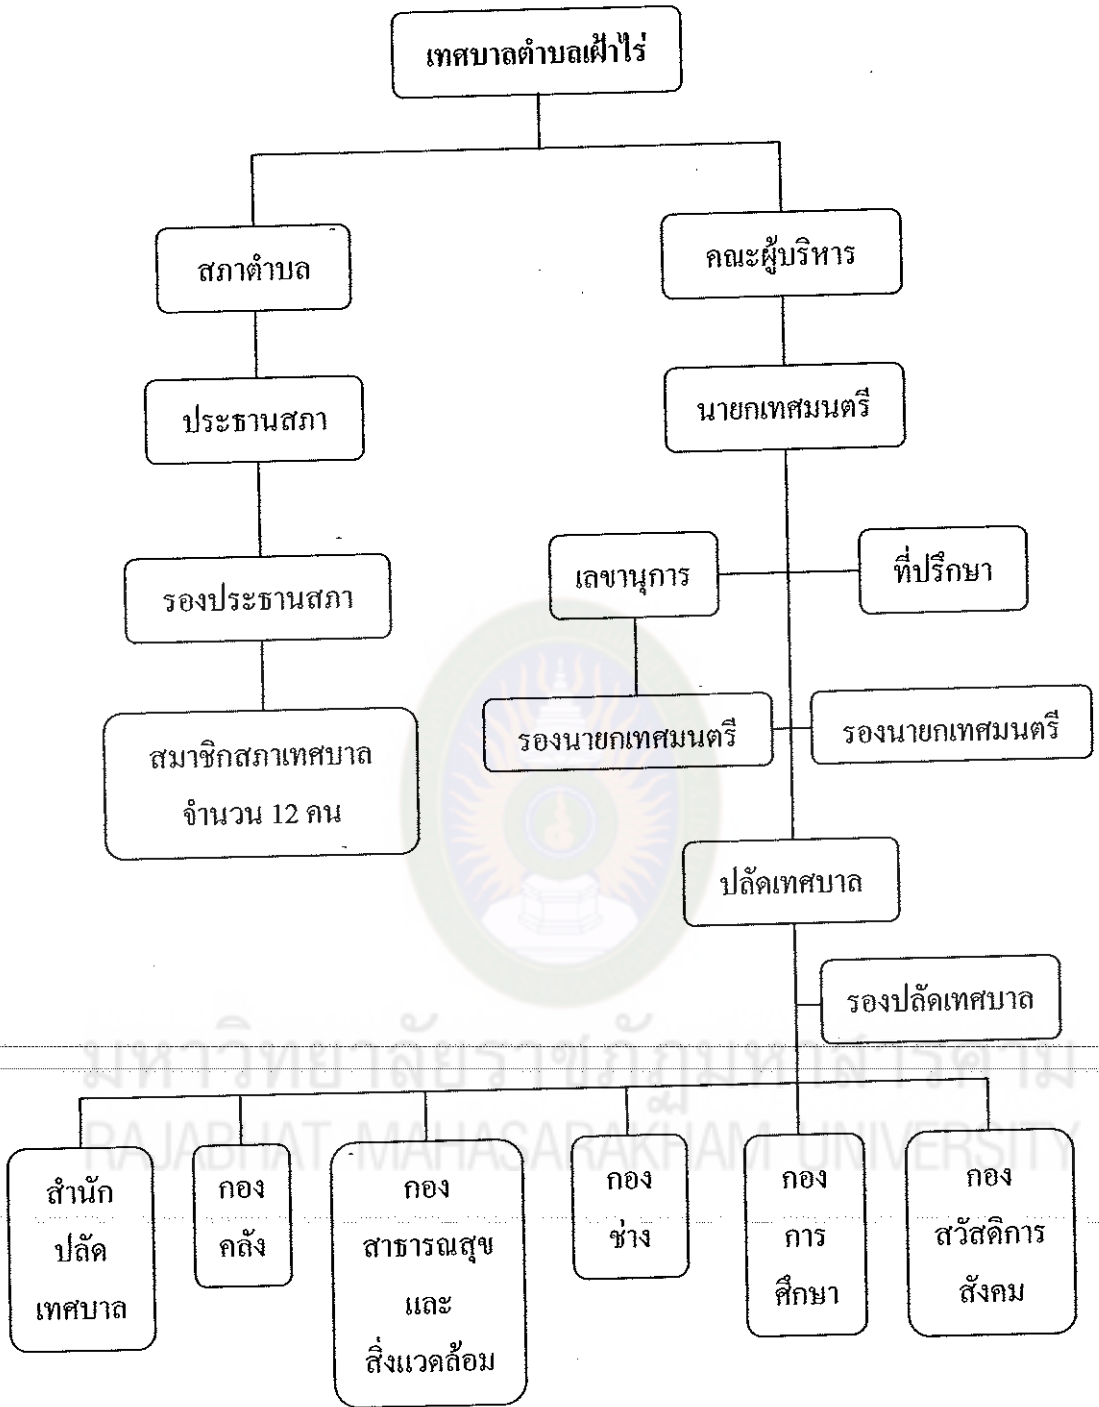 เทศบาลตำบลเฝ้าไร่
สภาตำบล
คณะผู้บริหาร
ประธานสภา
นายกเทศมนตรี
รองประธานสภา
เลขานุการ
ที่ปรึกษา
สมาชิกสภาเทศบาล
จำนวน 12 คน
รองนายกเทศมนตรี
รองนายกเทศมนตรี
ปลัดเทศบาล
รองปลัดเทศบาล
มหาวิทยาลัยราชภัฏมหาสารคาม
RAJABHAT MAHASARAKHAM UNIVERSITY
สำนัก
ปลัด
เทศบาล
กอง
คลัง
กอง
สาธารณสุข
และ
สิ่งแวดล้อม
กอง
ช่าง
กอง
การ
ศึกษา
กอง
สวัสดิการ
สังคม